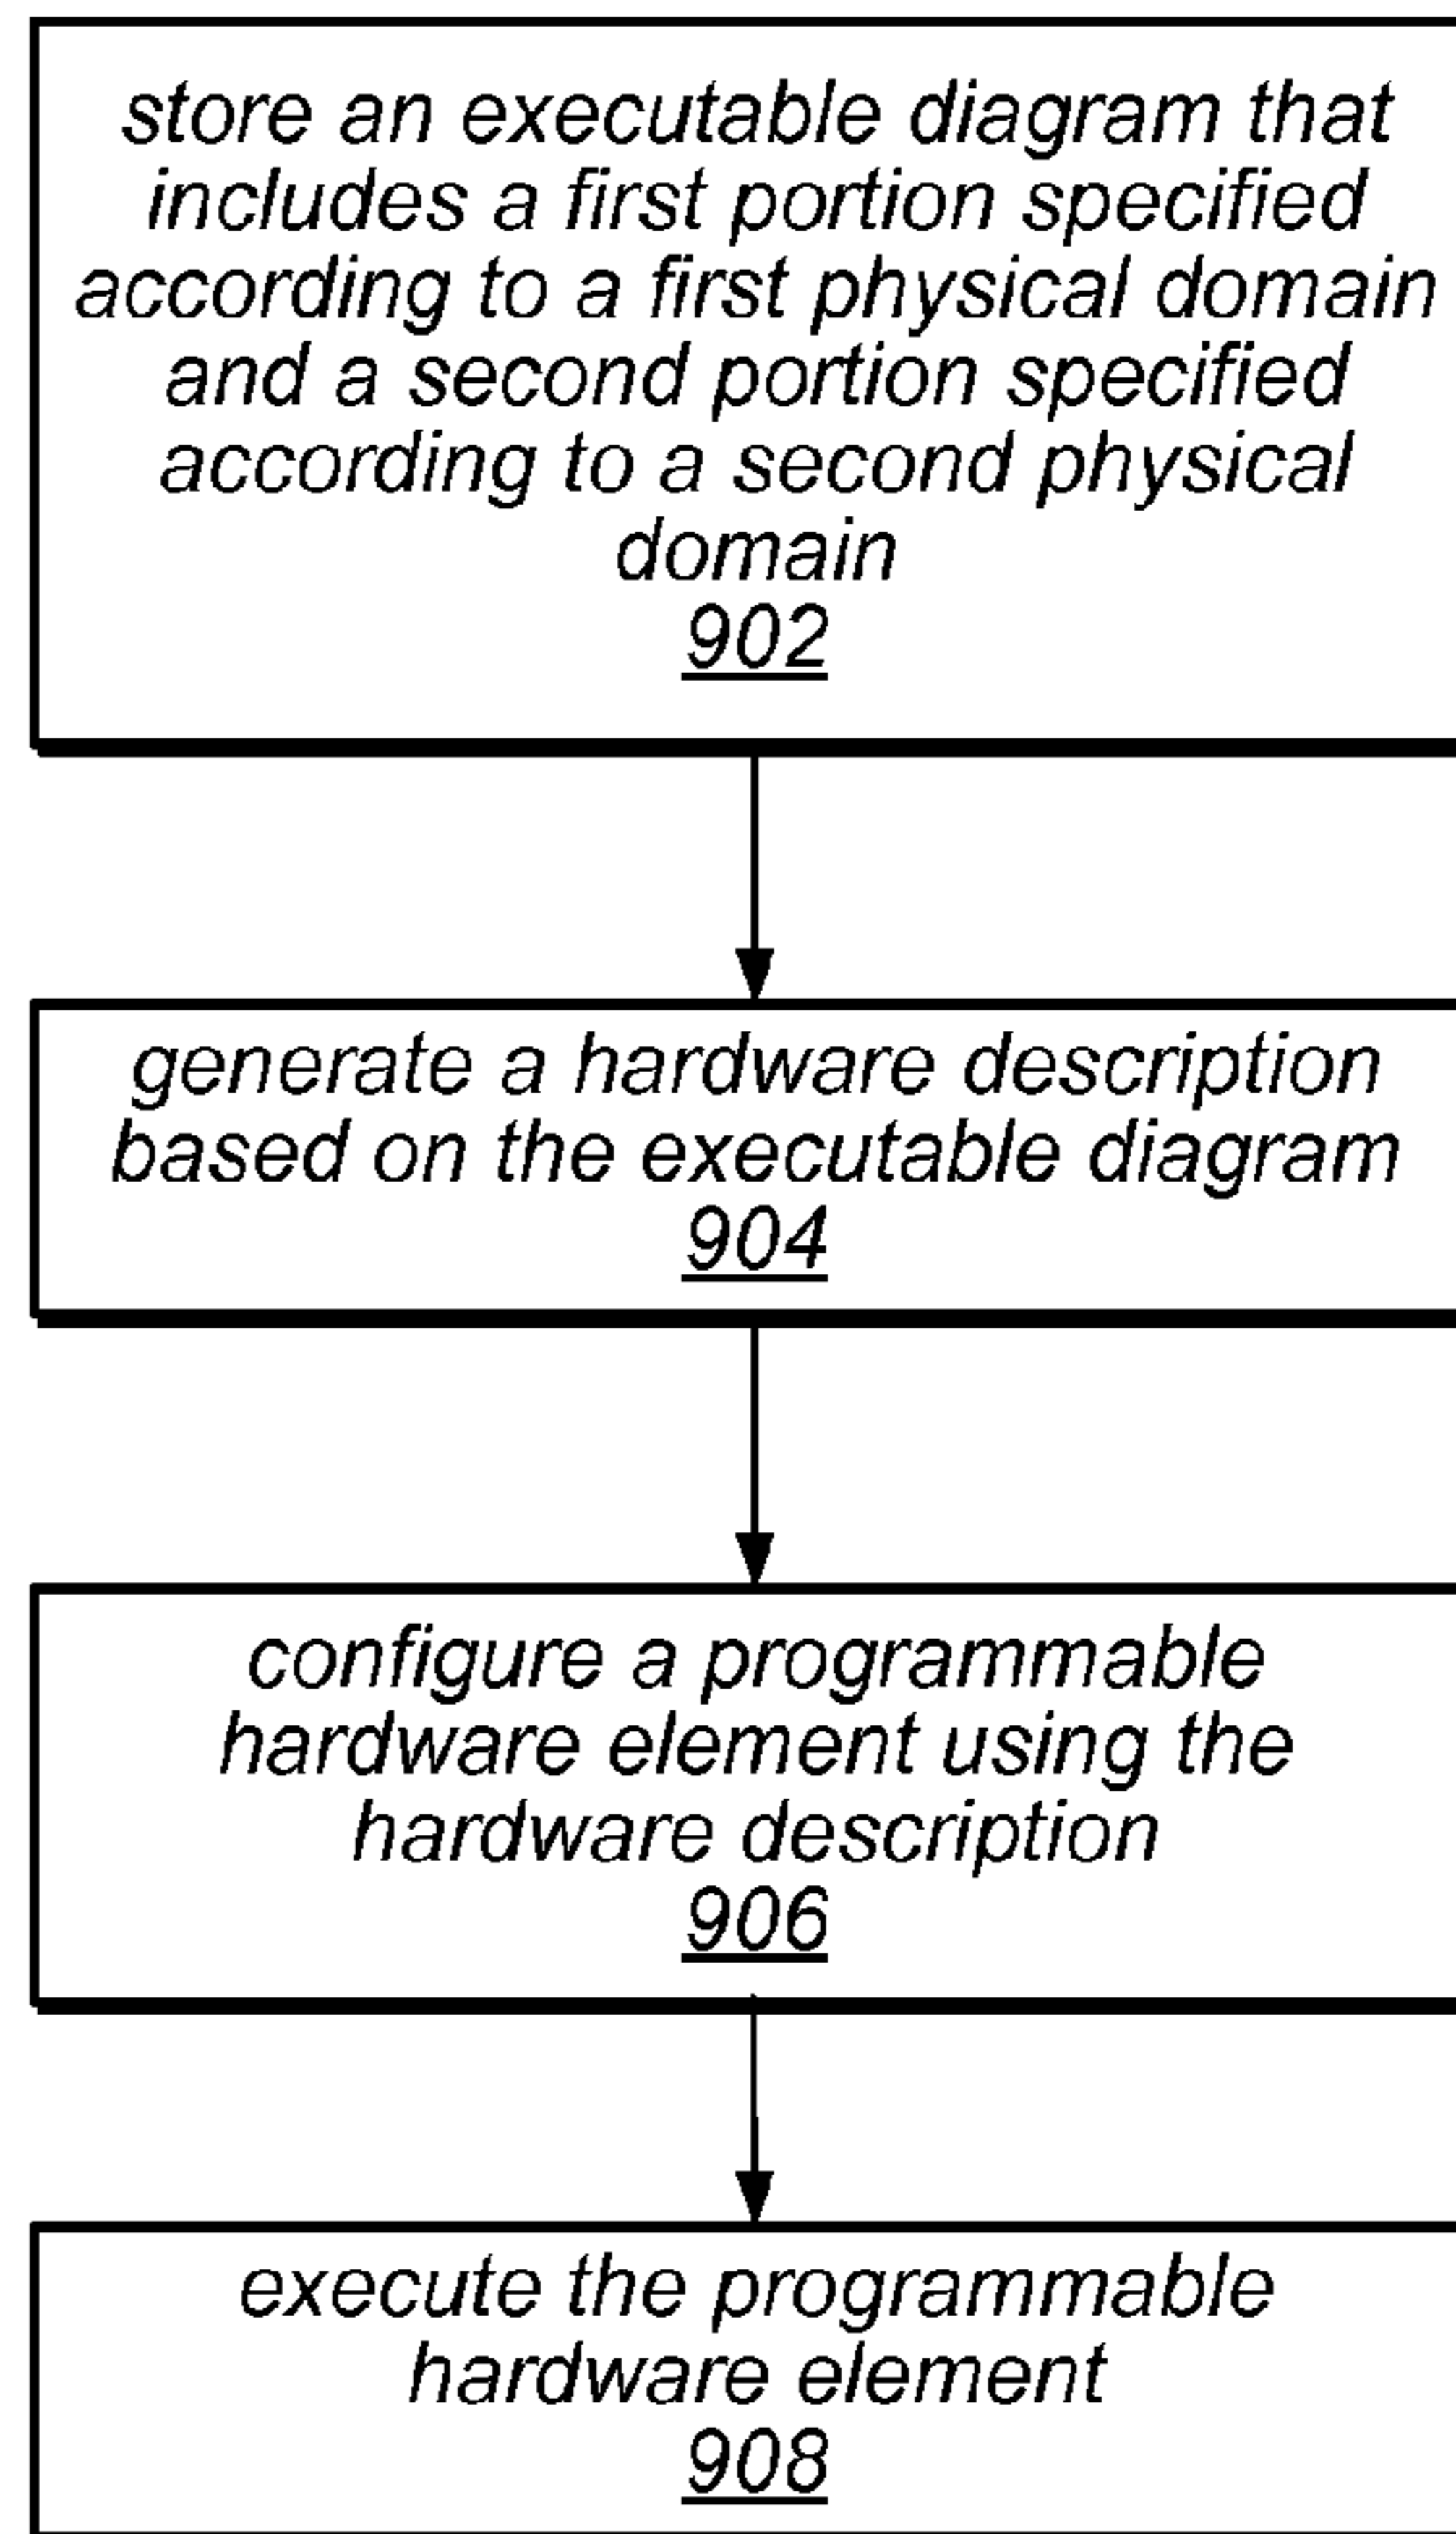 store an executable diagram that
includes a first portion specified
according to a first physical domain
and a second portion specified
according to a second physical
domain
902
generate a hardware description
based on the executable diagram
904
configure a programmable
hardware element using the
hardware description
906
execute the programmable
hardware element
908